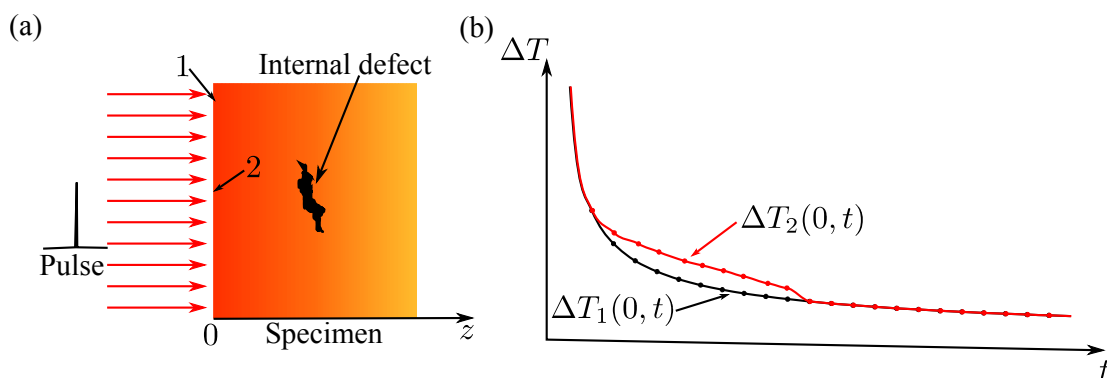 (a)
1
Internal defect
2
Pulse
0
Specimen
z
(b)
ΔT
ΔT₂(0, t)
ΔT₁(0, t)
t